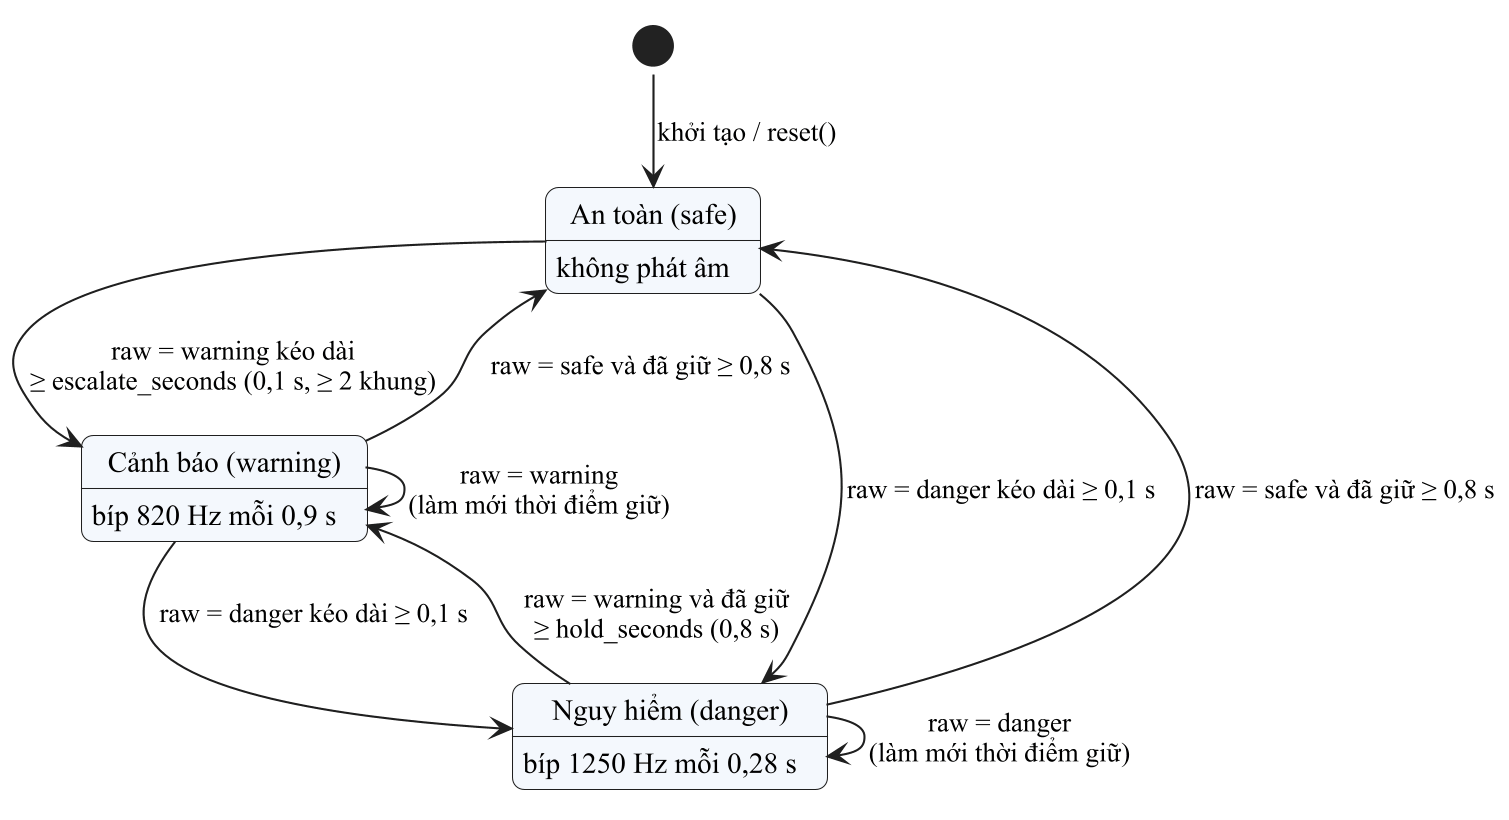 khởi tạo / reset()
An toàn (safe)
không phát âm
raw = warning kéo dài
≥ escalate_seconds (0,1 s, ≥ 2 khung)
raw = safe và đã giữ ≥ 0,8 s
Cảnh báo (warning)
bíp 820 Hz mỗi 0,9 s
raw = warning
(làm mới thời điểm giữ)
raw = danger kéo dài ≥ 0,1 s
raw = safe và đã giữ ≥ 0,8 s
raw = danger kéo dài ≥ 0,1 s
raw = warning và đã giữ
≥ hold_seconds (0,8 s)
Nguy hiểm (danger)
bíp 1250 Hz mỗi 0,28 s
raw = danger
(làm mới thời điểm giữ)